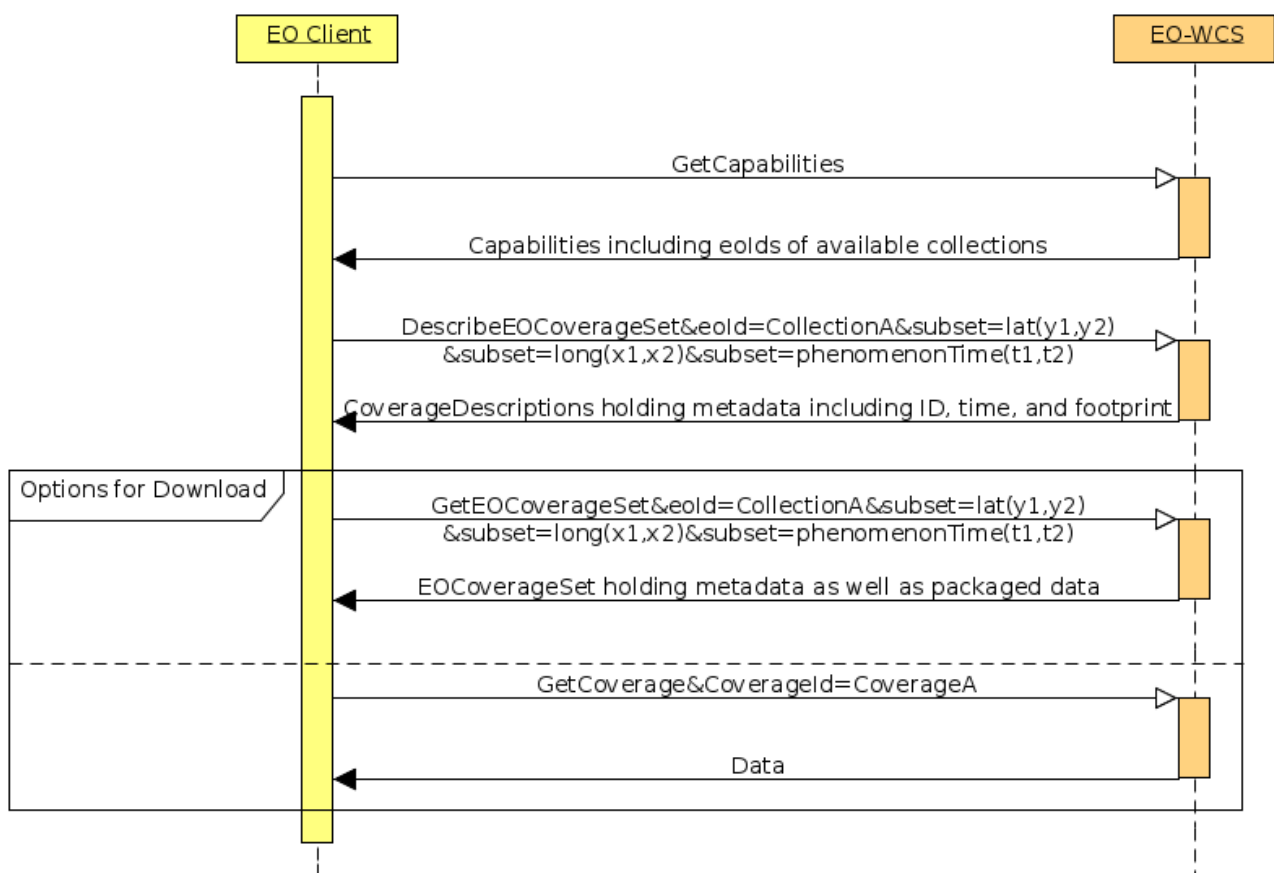 EO Client
EO-WCS
GetCapabilities
Capabilities including eoIds of available collections
DescribeEOCoverageSet&eoId=CollectionA&subset=lat(y1,y2)
&subset=long(x1,x2)&subset=phenomenonTime(t1,t2)
CoverageDescriptions holding metadata including ID, time, and footprint
Options for Download
GetEOCoverageSet&eoId=CollectionA&subset=lat(y1,y2)
&subset=long(x1,x2)&subset=phenomenonTime(t1,t2)
EOCoverageSet holding metadata as well as packaged data
GetCoverage&CoverageId=CoverageA
Data